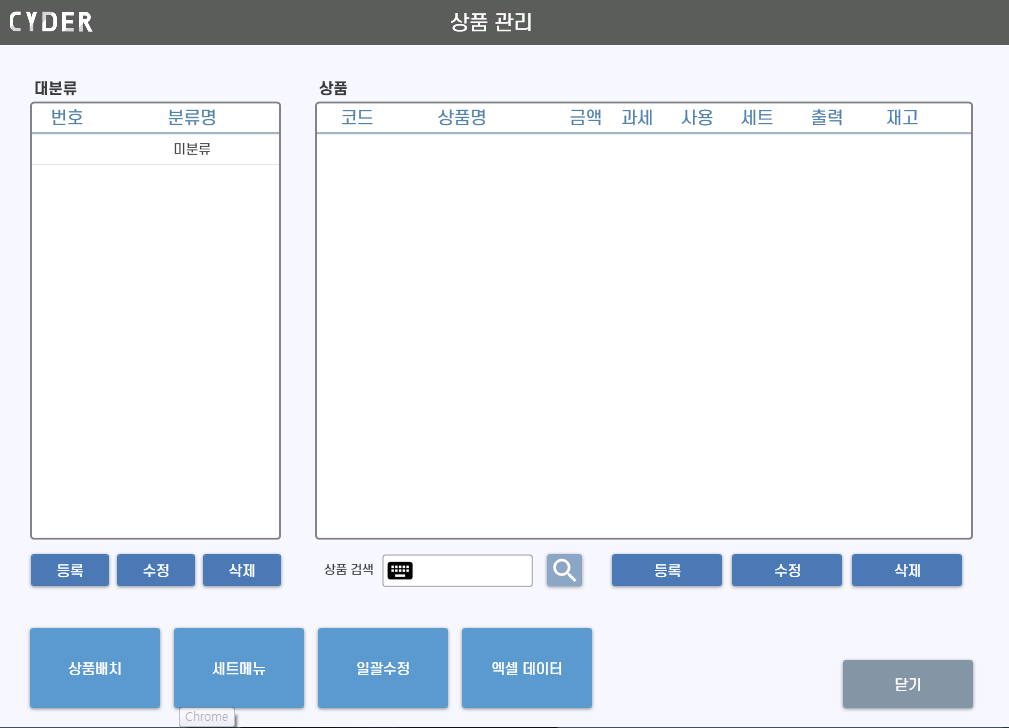 CYDER
상품 관리
대분류
상품
번호 분류명
코드 상품명 금액 과세 사용 세트 출력 재고
미분류
등록 수정 삭제
상품 검색
등록 수정 삭제
상품배치 세트메뉴 일괄수정 엑셀 데이터
닫기
Chrome